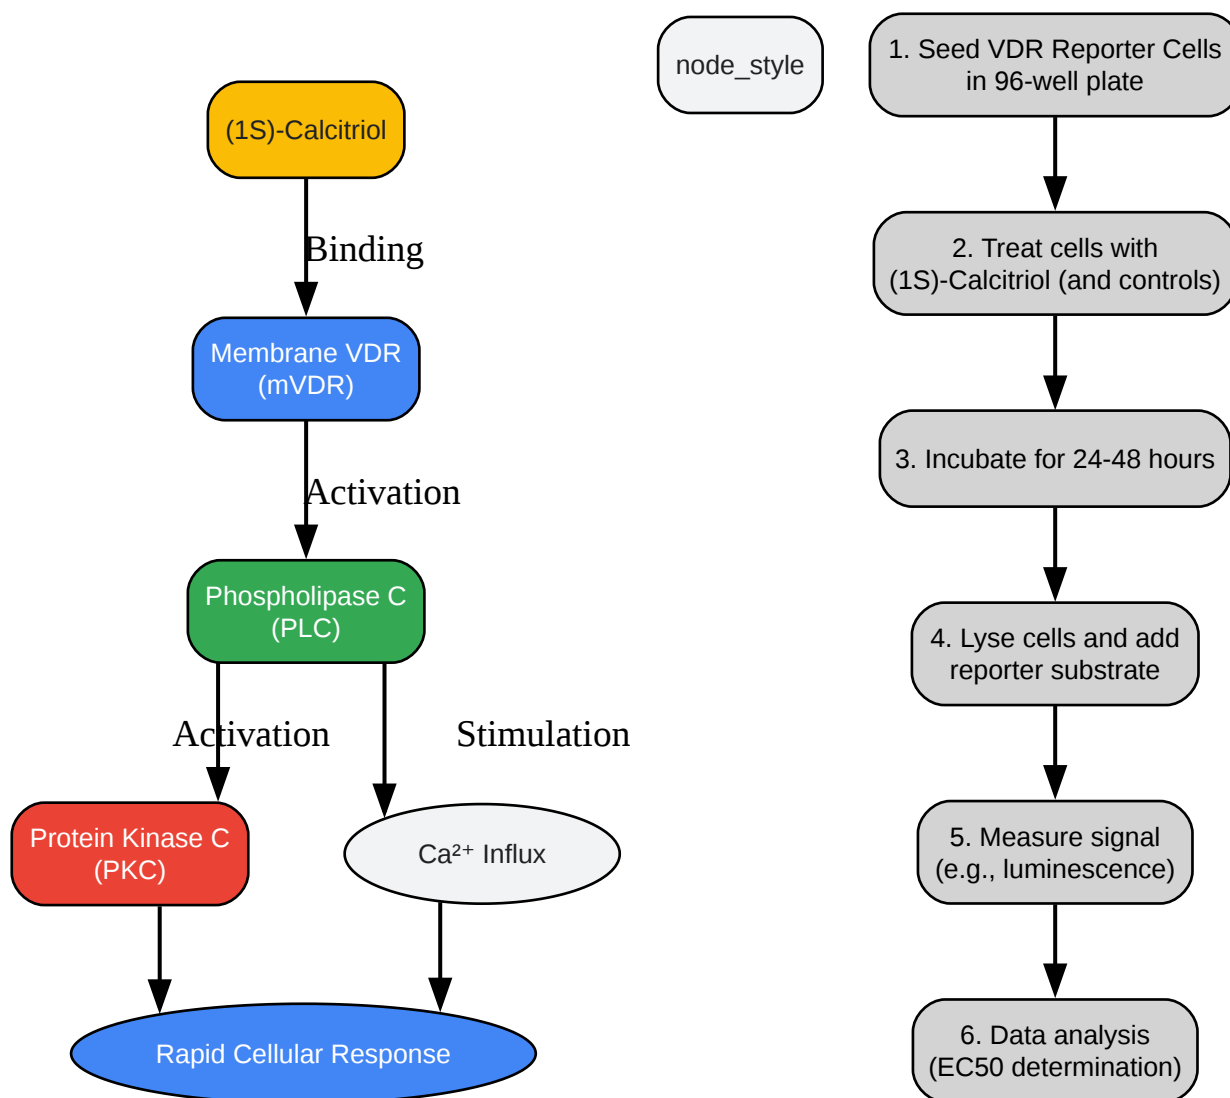 (1S)-Calcitriol
Binding
Membrane VDR
(mVDR)
Activation
Phospholipase C
(PLC)
Activation
Stimulation
Protein Kinase C
(PKC)
Ca²⁺ Influx
Rapid Cellular Response
node_style
1. Seed VDR Reporter Cells
in 96-well plate
2. Treat cells with
(1S)-Calcitriol (and controls)
3. Incubate for 24-48 hours
4. Lyse cells and add
reporter substrate
5. Measure signal
(e.g., luminescence)
6. Data analysis
(EC50 determination)